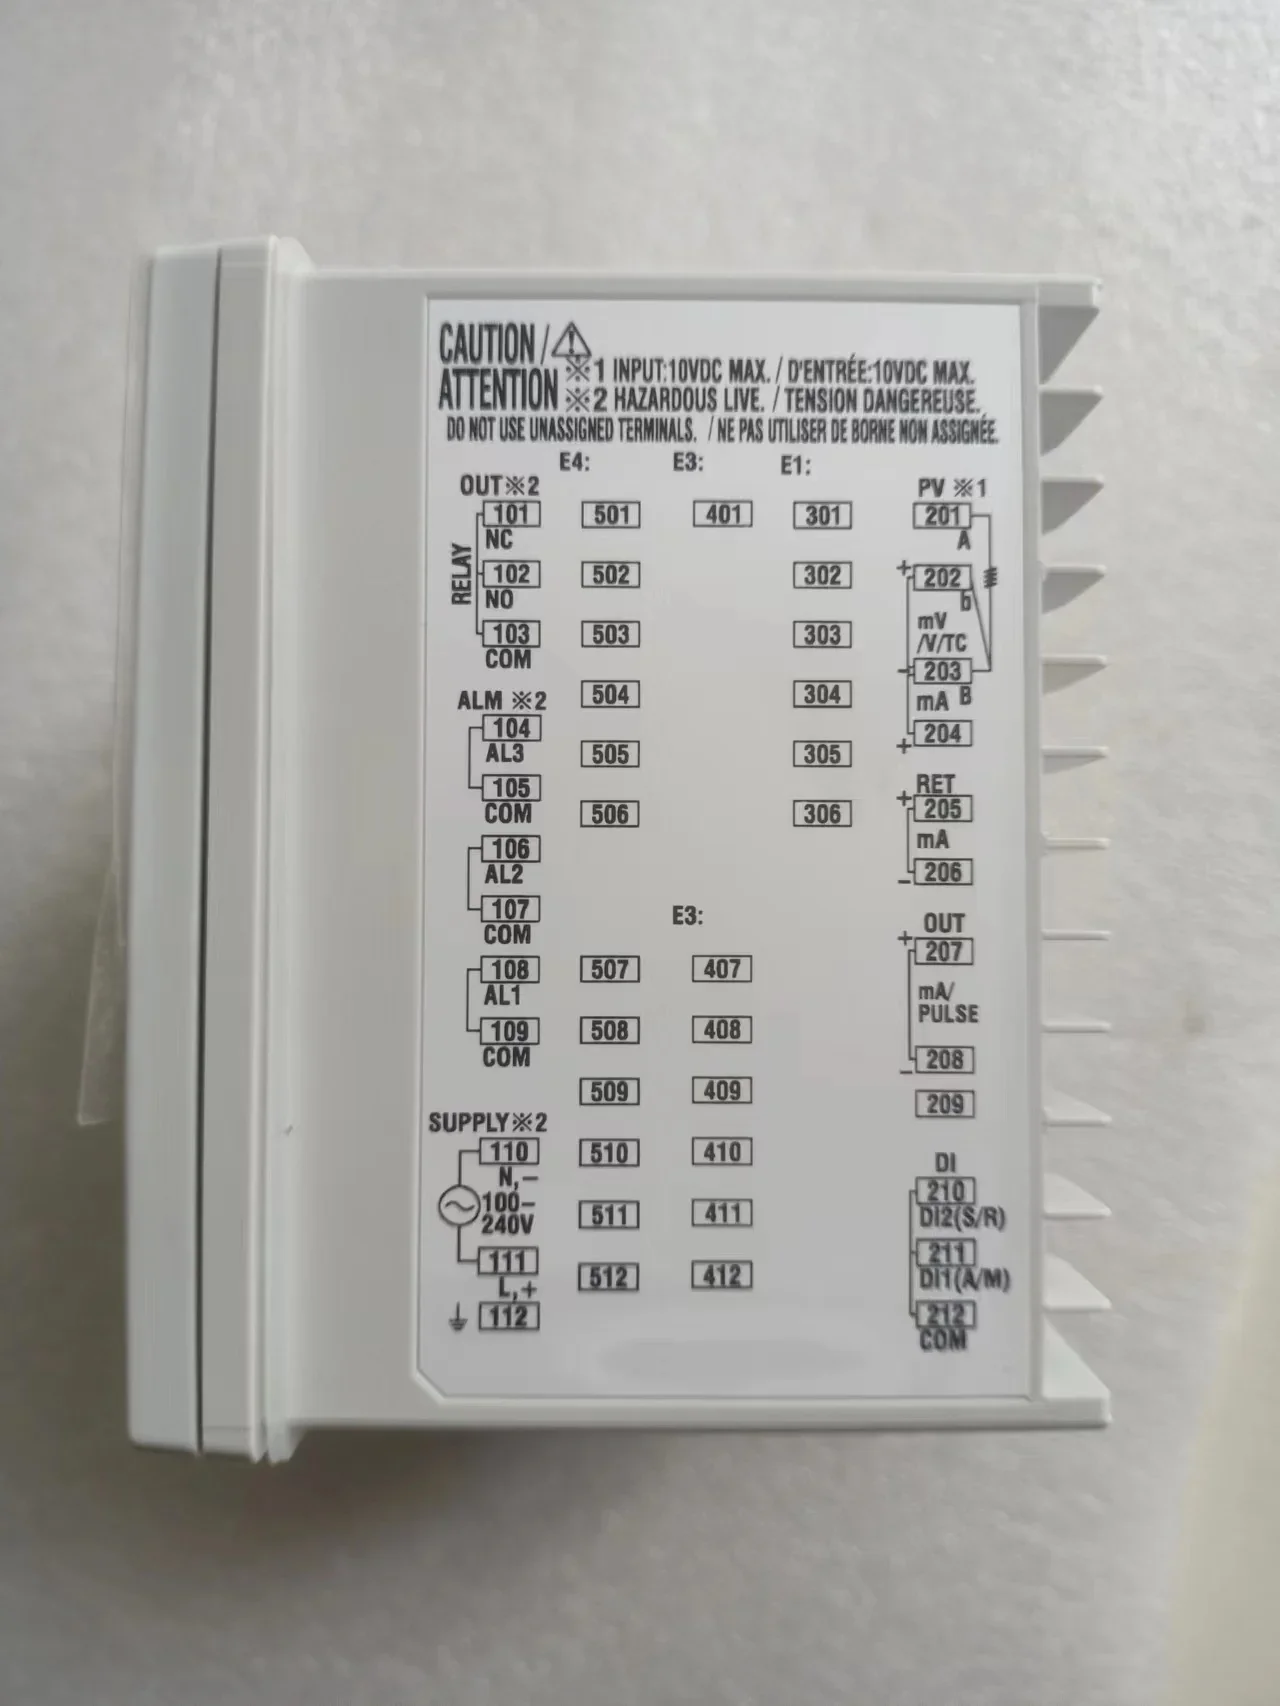 CAUTION /
ATTENTION
※1 INPUT:10VDC MAX. / D'ENTRÉE:10VDC MAX.
※2 HAZARDOUS LIVE. / TENSION DANGEREUSE.
DO NOT USE UNASSIGNED TERMINALS. / NE PAS UTILISER DE BORNE NON ASSIGNÉE.
OUT※2
RELAY
101
NC
102
NO
103
COM
ALM ※2
104
AL3
105
COM
106
AL2
107
COM
108
AL1
109
COM
SUPPLY※2
110
N,−
100−
240V
111
L,+
112
E4:
501
502
503
504
505
506
507
508
509
510
511
512
E3:
401
E3:
407
408
409
410
411
412
E1:
301
302
303
304
305
306
PV ※1
201
A
+
202
b
mV
/V/TC
−
203
B
mA
+
204
RET
+
205
mA
−
206
OUT
+
207
mA/
PULSE
−
208
209
DI
210
DI2(S/R)
211
DI1(A/M)
212
COM